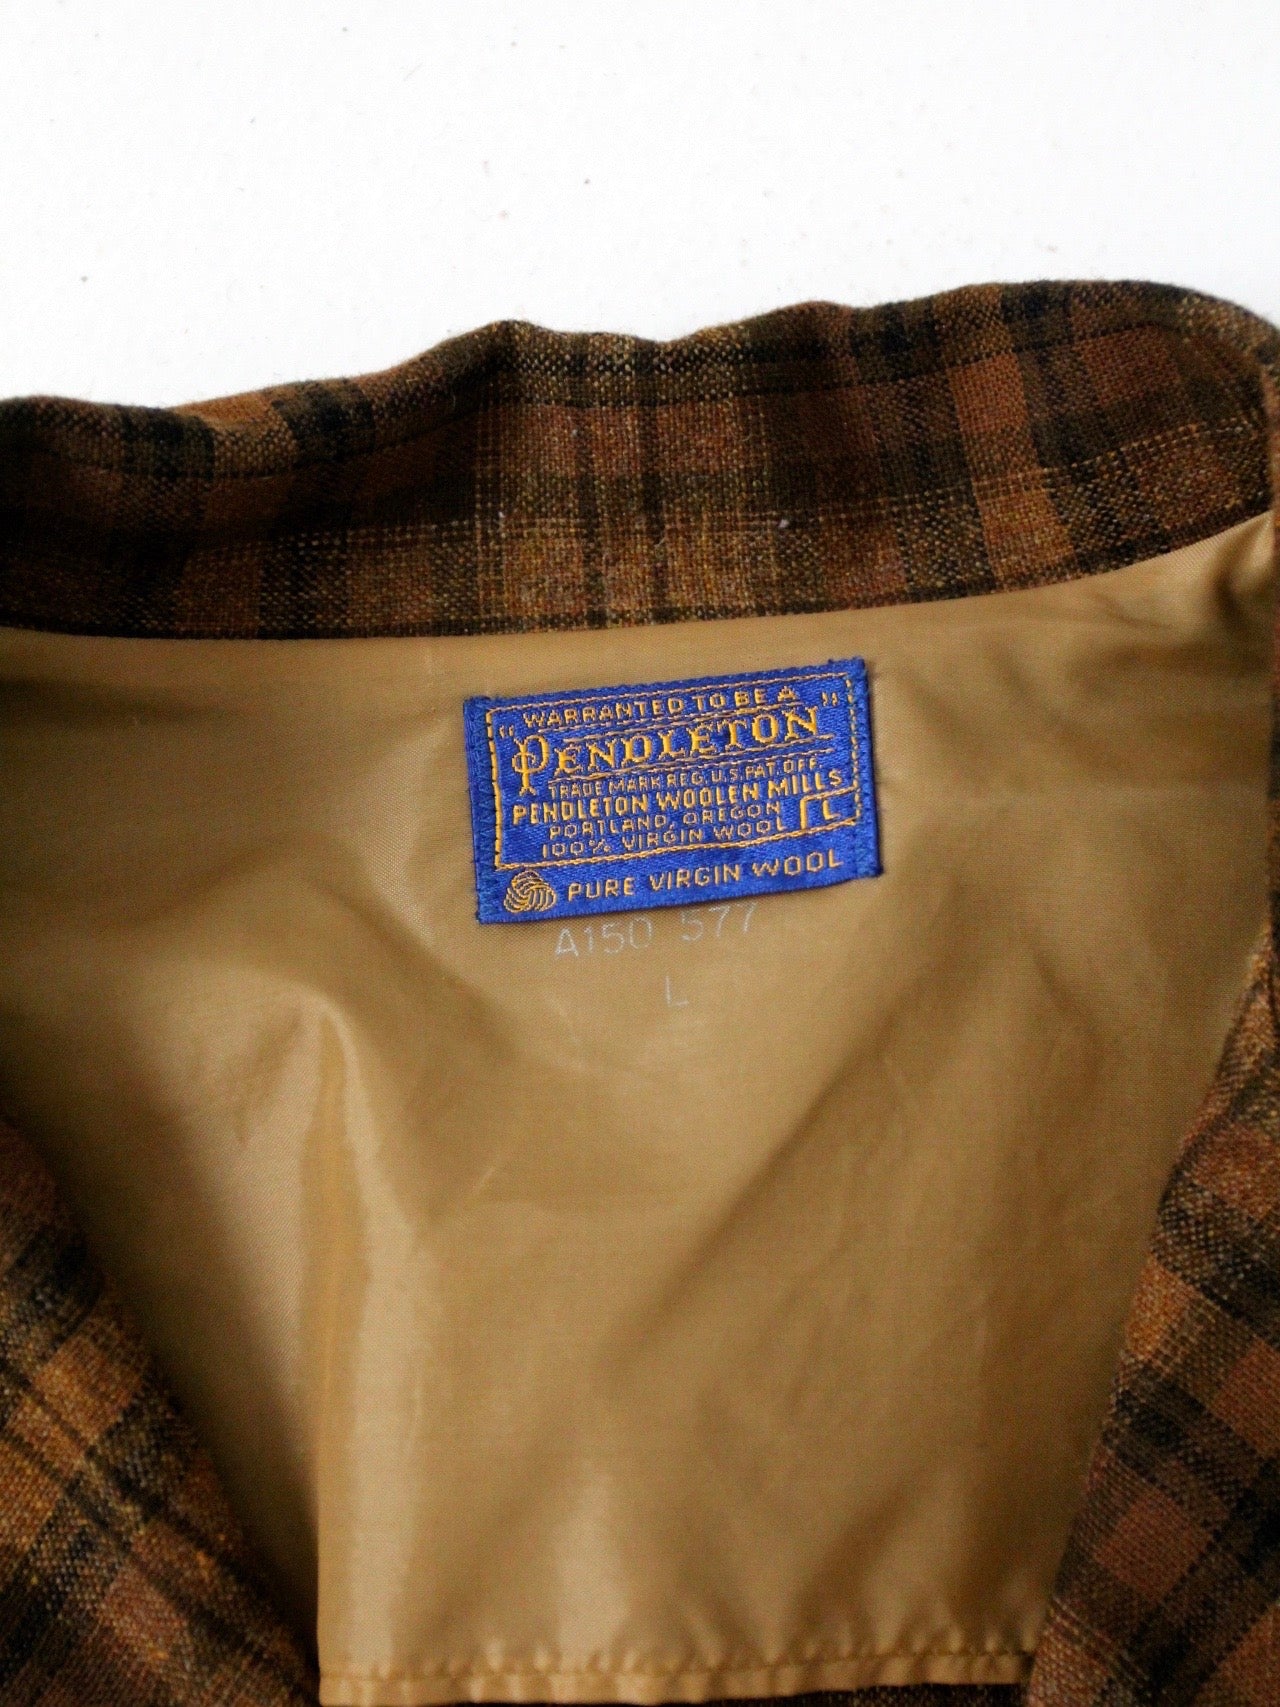 WARRANTED TO BE A
"PENDLETON"
TRADE MARK REG. U.S. PAT. OFF.
PENDLETON WOOLEN MILLS
PORTLAND, OREGON
100% VIRGIN WOOL L
PURE VIRGIN WOOL
A150 577
L